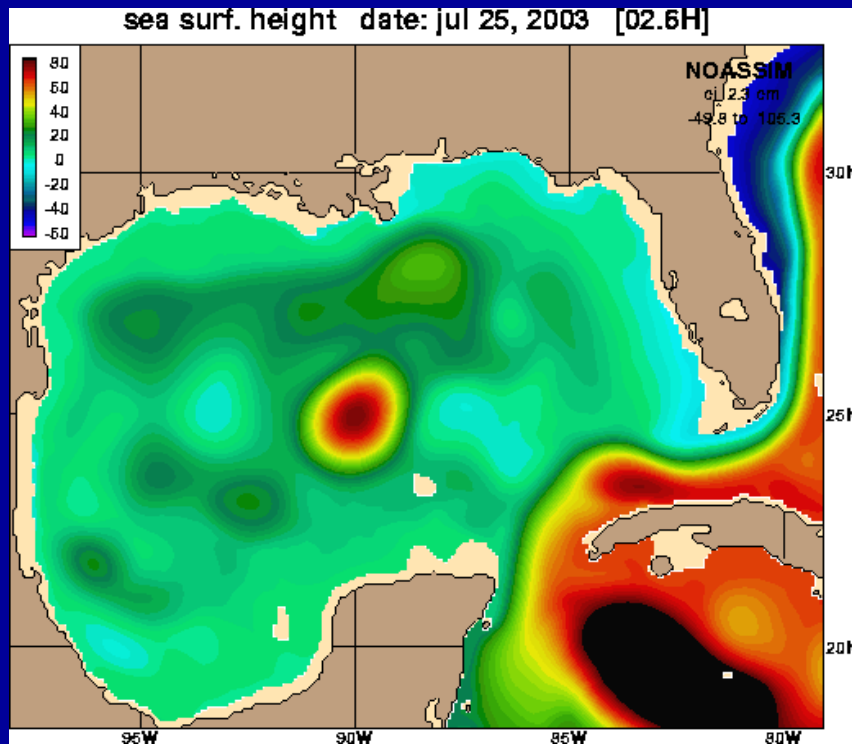 sea surf. height date: jul 25, 2003 [02.6H]
NOASSIM
ci 2.3 cm
-49.8 to 105.3
80
60
40
20
0
-20
-40
-60
30N
25N
20N
95W
90W
85W
80W